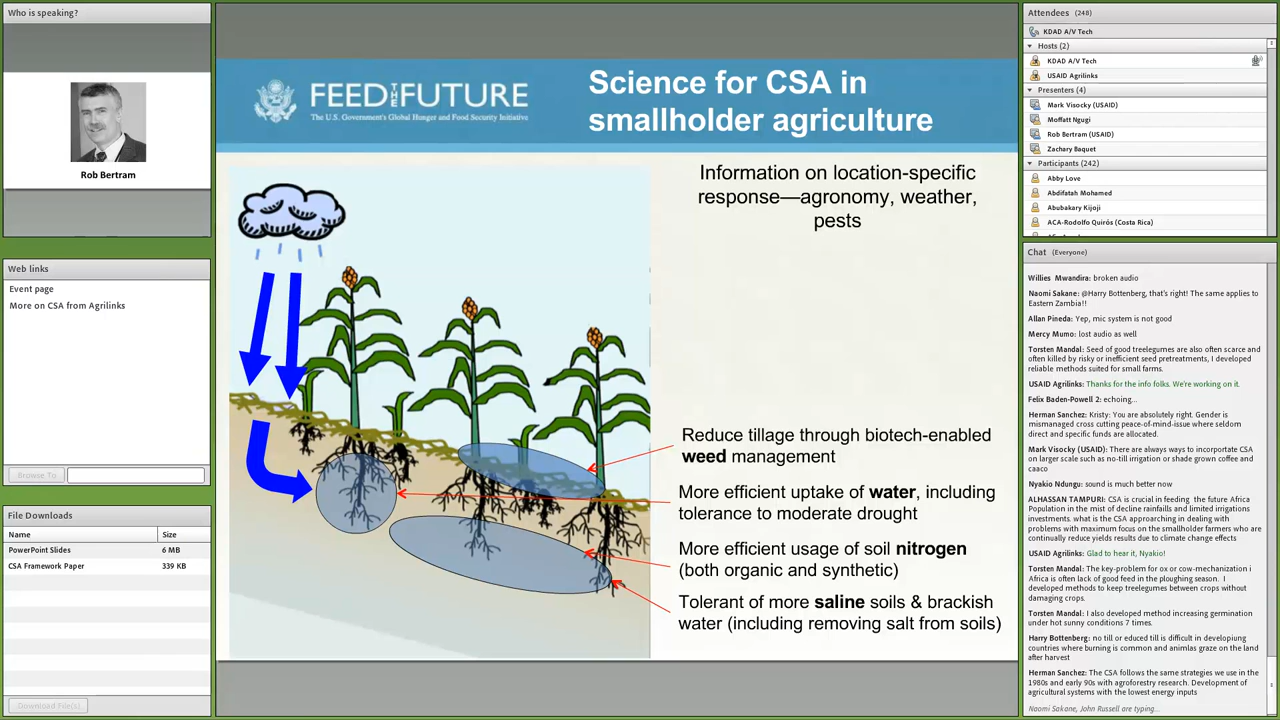 Who is speaking?
Rob Bertram
Web links
Event page
More on CSA from Agrilinks
Browse To
File Downloads
Name Size
PowerPoint Slides 6 MB
CSA Framework Paper 339 KB
Download File(s)
FEED THE FUTURE
The U.S. Government's Global Hunger and Food Security Initiative
Science for CSA in
smallholder agriculture
Information on location-specific
response—agronomy, weather,
pests
Reduce tillage through biotech-enabled
weed management
More efficient uptake of water, including
tolerance to moderate drought
More efficient usage of soil nitrogen
(both organic and synthetic)
Tolerant of more saline soils & brackish
water (including removing salt from soils)
Attendees (248)
KDAD A/V Tech
Hosts (2)
KDAD A/V Tech
USAID Agrilinks
Presenters (4)
Mark Visocky (USAID)
Moffatt Ngugi
Rob Bertram (USAID)
Zachary Baquet
Participants (242)
Abby Love
Abdifatah Mohamed
Abubakary Kijoji
ACA-Rodolfo Quirós (Costa Rica)
Chat (Everyone)
Willies Mwandira: broken audio
Naomi Sakane: @Harry Bottenberg, that's right! The same applies to
Eastern Zambia!!
Allan Pineda: Yep, mic system is not good
Mercy Mumo: lost audio as well
Torsten Mandal: Seed of good treelegumes are also often scarce and
often killed by risky or inefficient seed pretreatments, I developed
reliable methods suited for small farms.
USAID Agrilinks: Thanks for the info folks. We're working on it.
Felix Baden-Powell 2: echoing...
Herman Sanchez: Kristy: You are absolutely right. Gender is
mismanaged cross cutting peace-of-mind-issue where seldom
direct and specific funds are allocated.
Mark Visocky (USAID): There are always ways to incorportate CSA
on larger scale such as no-till irrigation or shade grown coffee and
caaco
Nyakio Ndungu: sound is much better now
ALHASSAN TAMPURI: CSA is crucial in feeding the future Africa
Population in the mist of decline rainfalls and limited irrigations
investments. what is the CSA approarching in dealing with
problems with maximum focus on the smallholder farmers who are
continually reduce yields results due to climate change effects
USAID Agrilinks: Glad to hear it, Nyakio!
Torsten Mandal: The key-problem for ox or cow-mechanization i
Africa is often lack of good feed in the ploughing season. I
developed methods to keep treelegumes between crops without
damaging crops.
Torsten Mandal: I also developed method increasing germination
under hot sunny conditions 7 times.
Harry Bottenberg: no till or educed till is difficult in developiung
countries where burning is common and animlas graze on the land
after harvest
Herman Sanchez: The CSA follows the same strategies we use in the
1980s and early 90s with agroforestry research. Development of
agricultural systems with the lowest energy inputs
Naomi Sakane, John Russell are typing...